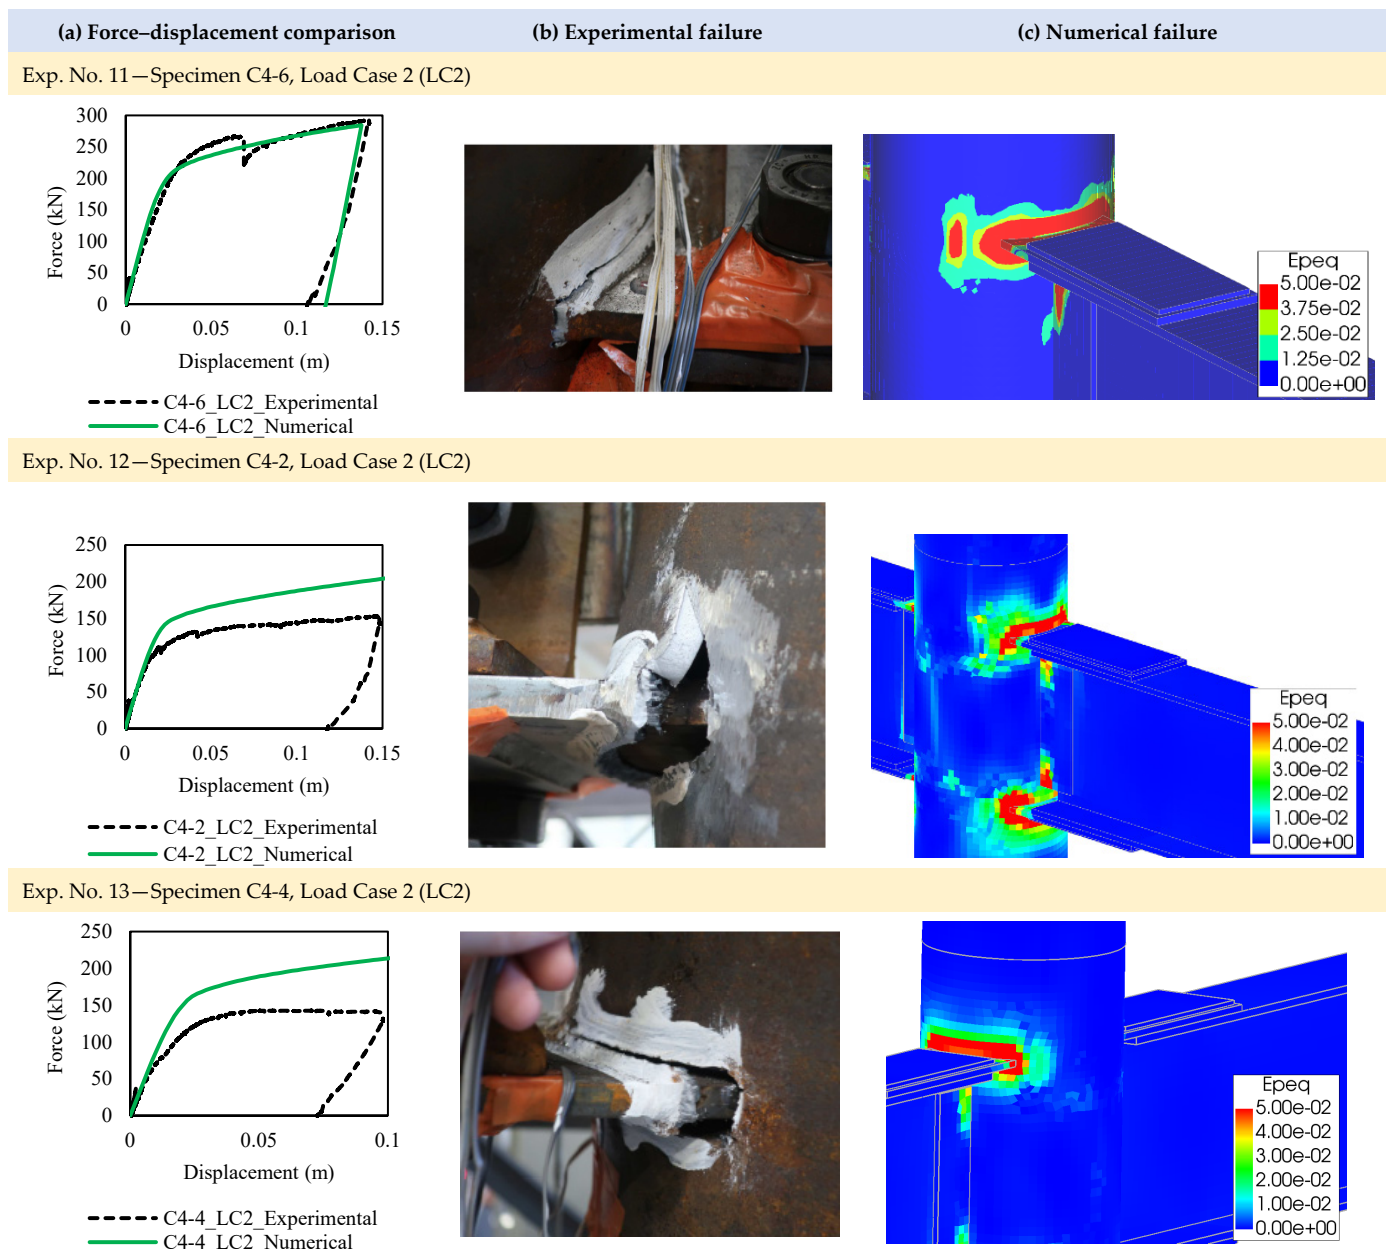 (a) Force–displacement comparison (b) Experimental failure (c) Numerical failure
Exp. No. 11—Specimen C4-6, Load Case 2 (LC2)
300
250
200
150
100
50
0
Force (kN)
0 0.05 0.1 0.15
Displacement (m)
C4-6_LC2_Experimental
C4-6_LC2_Numerical
Epeq
5.00e-02
3.75e-02
2.50e-02
1.25e-02
0.00e+00
Exp. No. 12—Specimen C4-2, Load Case 2 (LC2)
250
200
150
100
50
0
Force (kN)
0 0.05 0.1 0.15
Displacement (m)
C4-2_LC2_Experimental
C4-2_LC2_Numerical
Epeq
5.00e-02
4.00e-02
3.00e-02
2.00e-02
1.00e-02
0.00e+00
Exp. No. 13—Specimen C4-4, Load Case 2 (LC2)
250
200
150
100
50
0
Force (kN)
0 0.05 0.1
Displacement (m)
C4-4_LC2_Experimental
C4-4_LC2_Numerical
Epeq
5.00e-02
4.00e-02
3.00e-02
2.00e-02
1.00e-02
0.00e+00